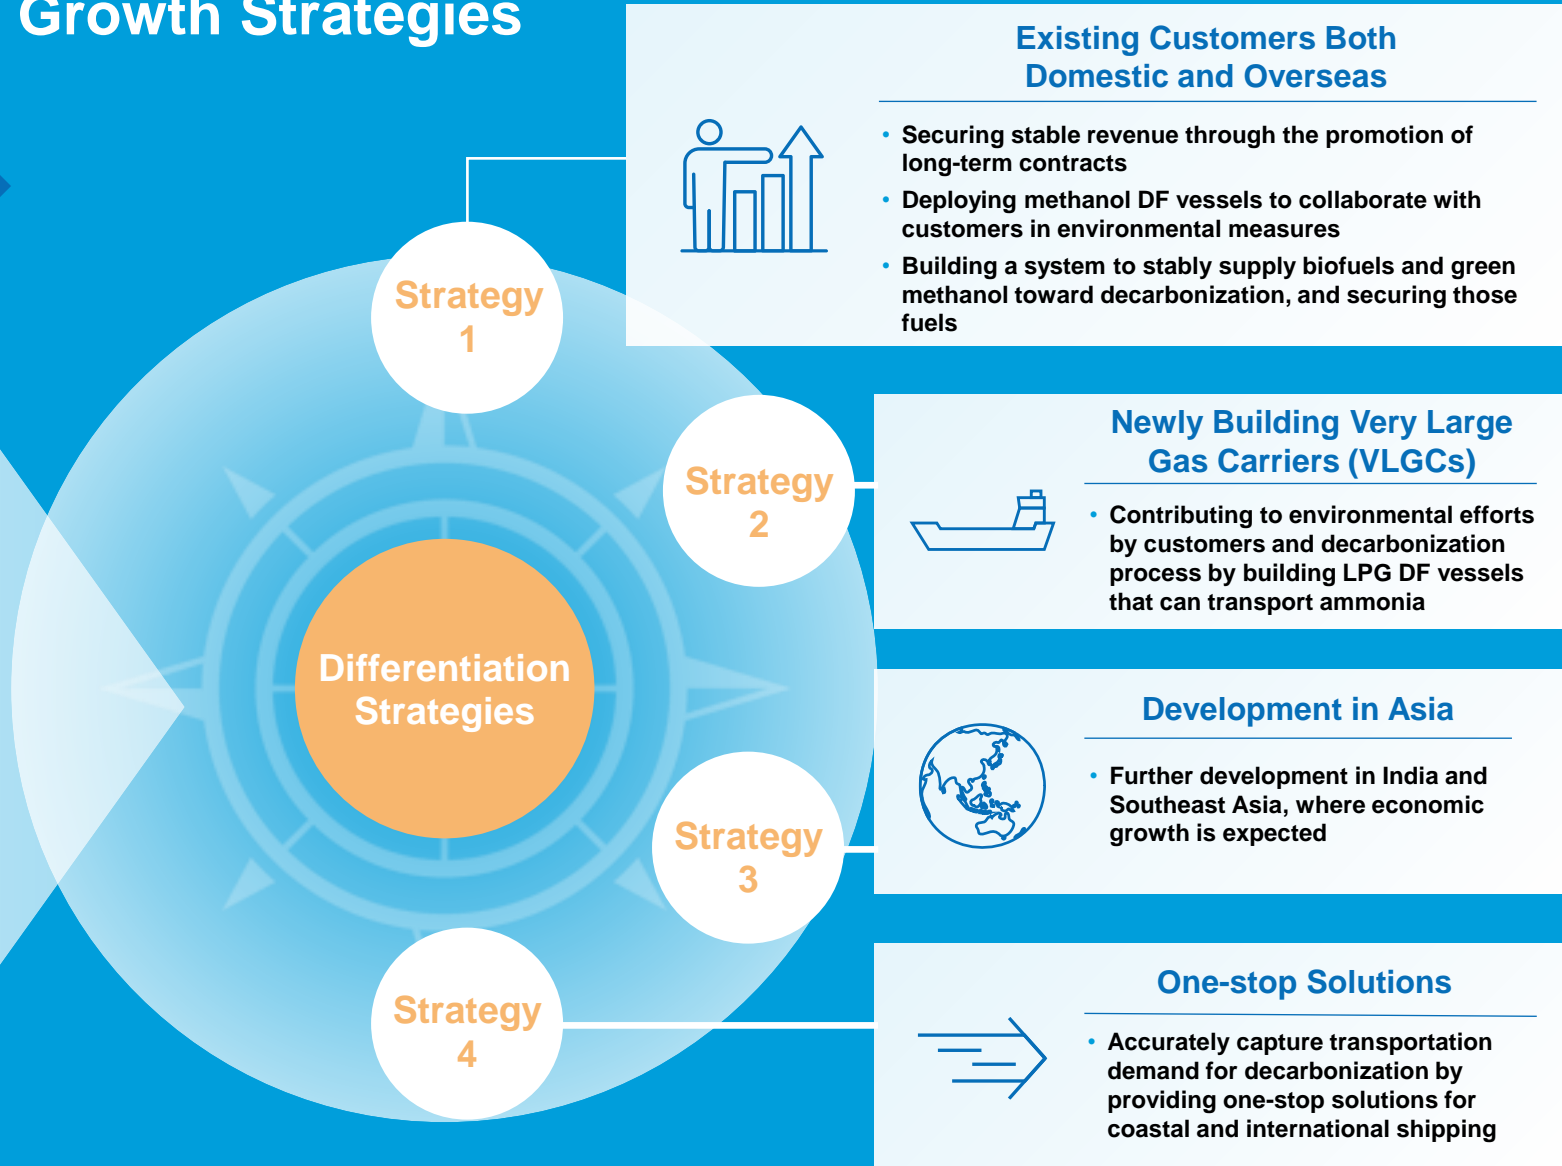 Growth Strategies
Existing Customers Both
Domestic and Overseas
• Securing stable revenue through the promotion of
long-term contracts
• Deploying methanol DF vessels to collaborate with
customers in environmental measures
• Building a system to stably supply biofuels and green
methanol toward decarbonization, and securing those
fuels
Strategy
1
Newly Building Very Large
Gas Carriers (VLGCs)
• Contributing to environmental efforts
by customers and decarbonization
process by building LPG DF vessels
that can transport ammonia
Strategy
2
Differentiation
Strategies
Development in Asia
• Further development in India and
Southeast Asia, where economic
growth is expected
Strategy
3
One-stop Solutions
• Accurately capture transportation
demand for decarbonization by
providing one-stop solutions for
coastal and international shipping
Strategy
4